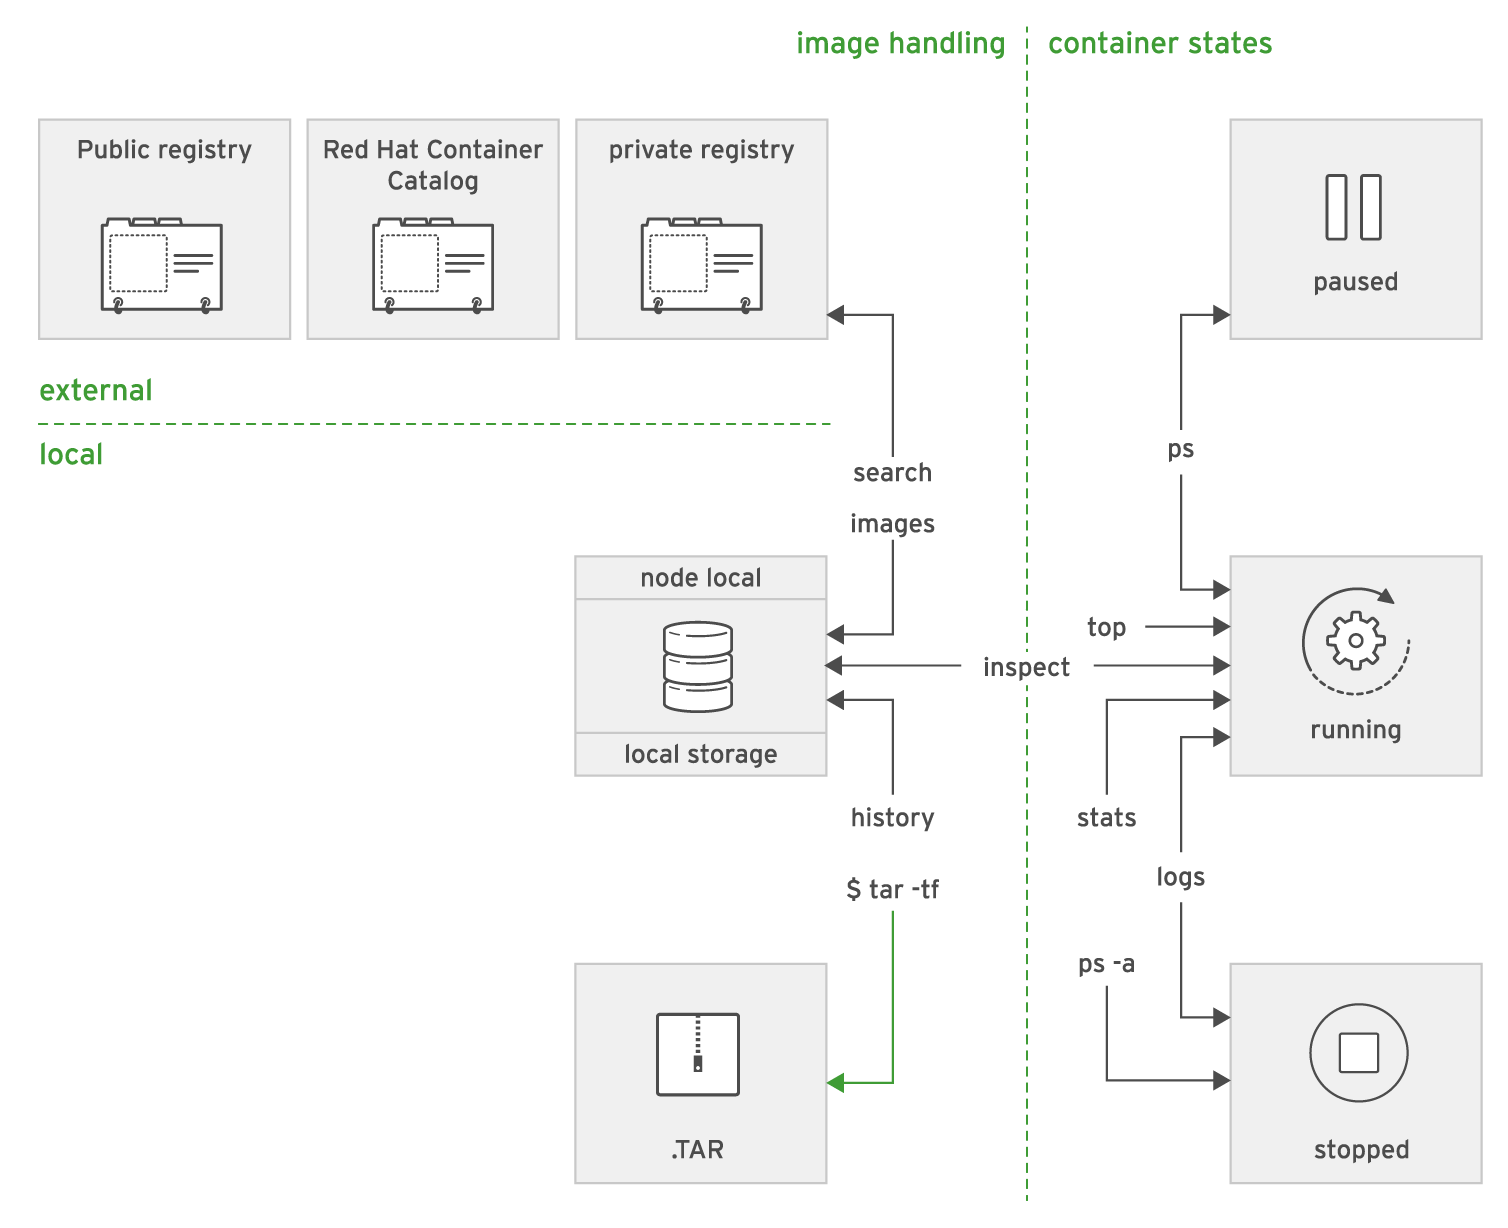 image handling
container states
Public registry
Red Hat Container
Catalog
private registry
paused
external
local
search
images
ps
node local
local storage
top
inspect
running
history
stats
logs
$ tar -tf
ps -a
.TAR
stopped